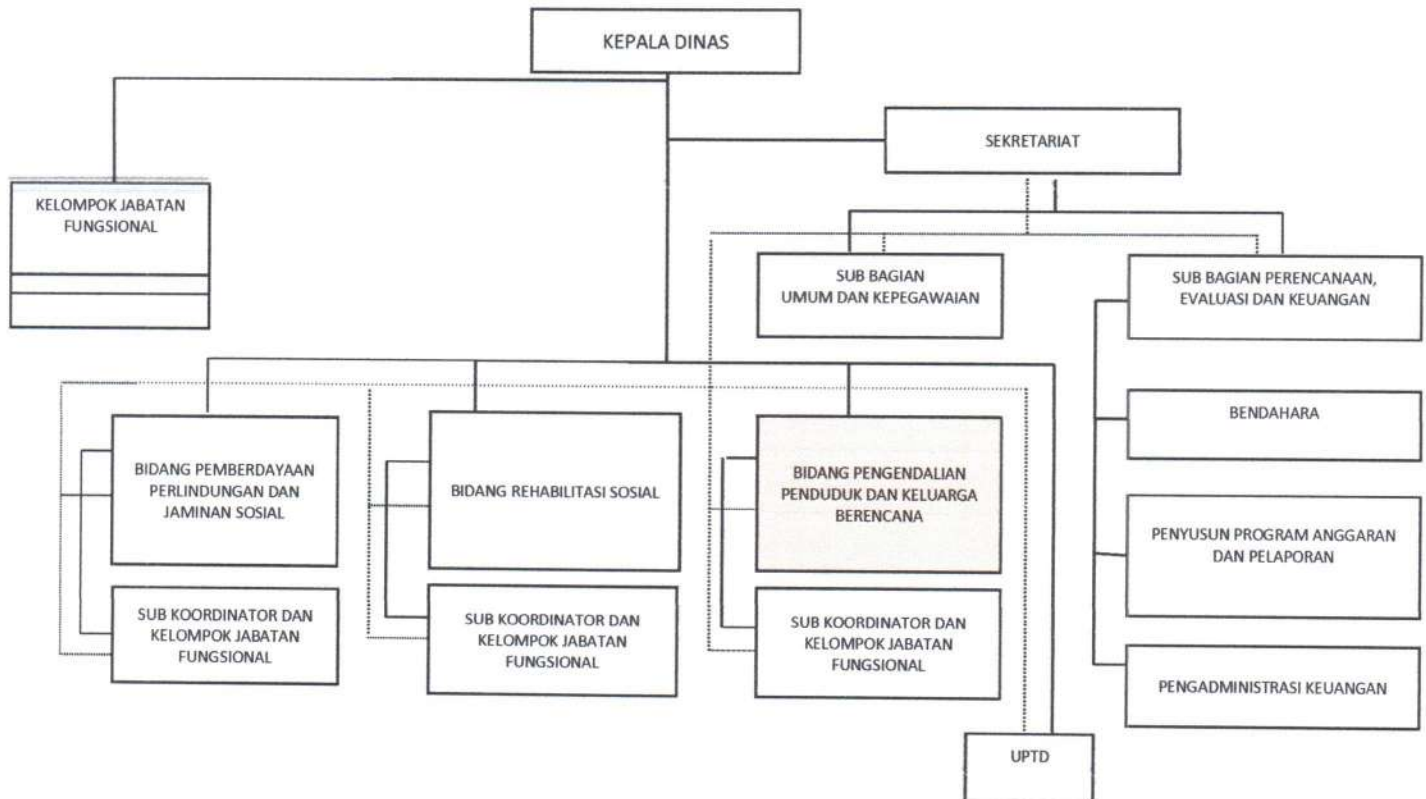 KEPALA DINAS
SEKRETARIAT
KELOMPOK JABATAN
FUNGSIONAL
SUB BAGIAN
UMUM DAN KEPEGAWAIAN
SUB BAGIAN PERENCANAAN,
EVALUASI DAN KEUANGAN
BENDAHARA
PENYUSUN PROGRAM ANGGARAN
DAN PELAPORAN
PENGADMINISTRASI KEUANGAN
BIDANG PEMBERDAYAAN
PERLINDUNGAN DAN
JAMINAN SOSIAL
BIDANG REHABILITASI SOSIAL
BIDANG PENGENDALIAN
PENDUDUK DAN KELUARGA
BERENCANA
SUB KOORDINATOR DAN
KELOMPOK JABATAN
FUNGSIONAL
SUB KOORDINATOR DAN
KELOMPOK JABATAN
FUNGSIONAL
SUB KOORDINATOR DAN
KELOMPOK JABATAN
FUNGSIONAL
UPTD